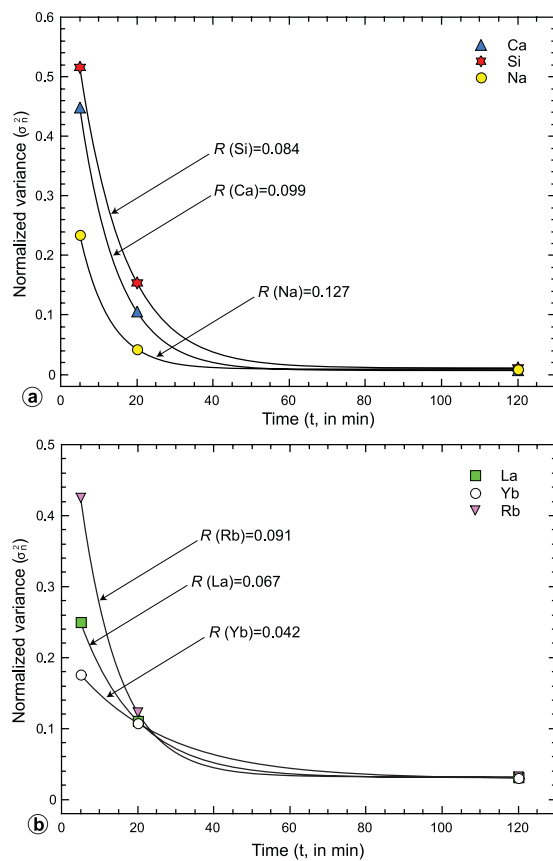 0.6
0.5
0.4
0.3
0.2
0.1
0
Normalized variance (σ²n)
Ca
Si
Na
R (Si)=0.084
R (Ca)=0.099
R (Na)=0.127
0 20 40 60 80 100 120
Time (t, in min)
a
0.5
0.4
0.3
0.2
0.1
0.0
Normalized variance (σ²n)
La
Yb
Rb
R (Rb)=0.091
R (La)=0.067
R (Yb)=0.042
0 20 40 60 80 100 120
Time (t, in min)
b